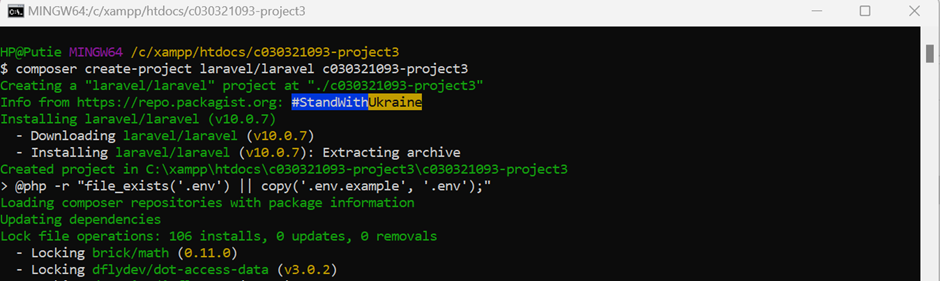 MINGW64:/c/xampp/htdocs/c030321093-project3
HP@Putie MINGW64 /c/xampp/htdocs/c030321093-project3
$ composer create-project laravel/laravel c030321093-project3
Creating a "laravel/laravel" project at "./c030321093-project3"
Info from https://repo.packagist.org: #StandWithUkraine
Installing laravel/laravel (v10.0.7)
- Downloading laravel/laravel (v10.0.7)
- Installing laravel/laravel (v10.0.7): Extracting archive
Created project in C:\xampp\htdocs\c030321093-project3\c030321093-project3
> @php -r "file_exists('.env') || copy('.env.example', '.env');"
Loading composer repositories with package information
Updating dependencies
Lock file operations: 106 installs, 0 updates, 0 removals
- Locking brick/math (0.11.0)
- Locking dflydev/dot-access-data (v3.0.2)